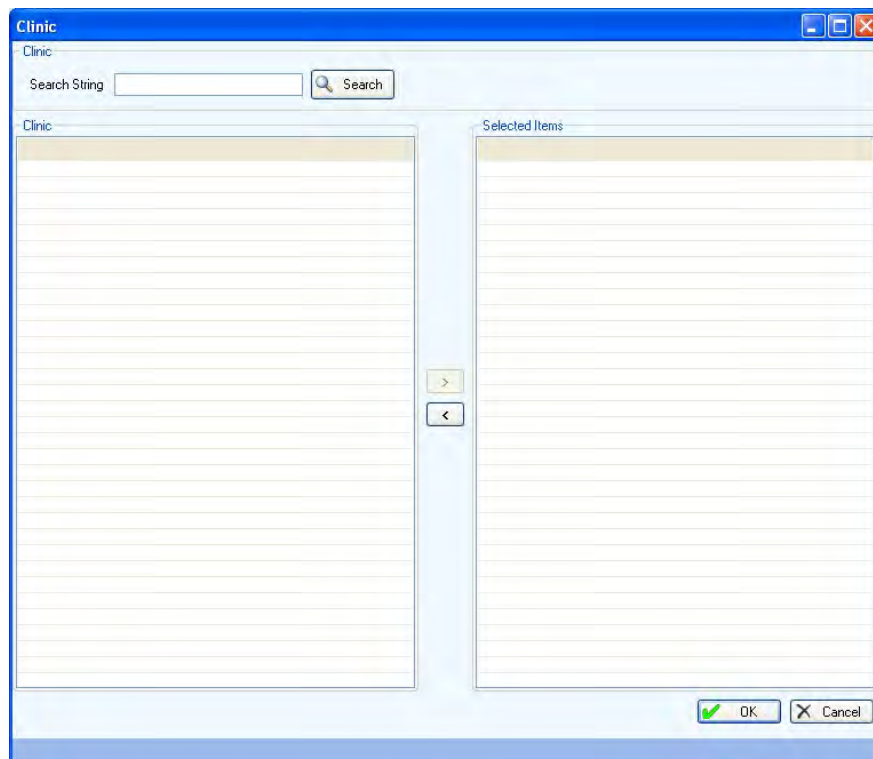 Clinic
Clinic
Search String Search
Clinic Selected Items
>
<
OK Cancel